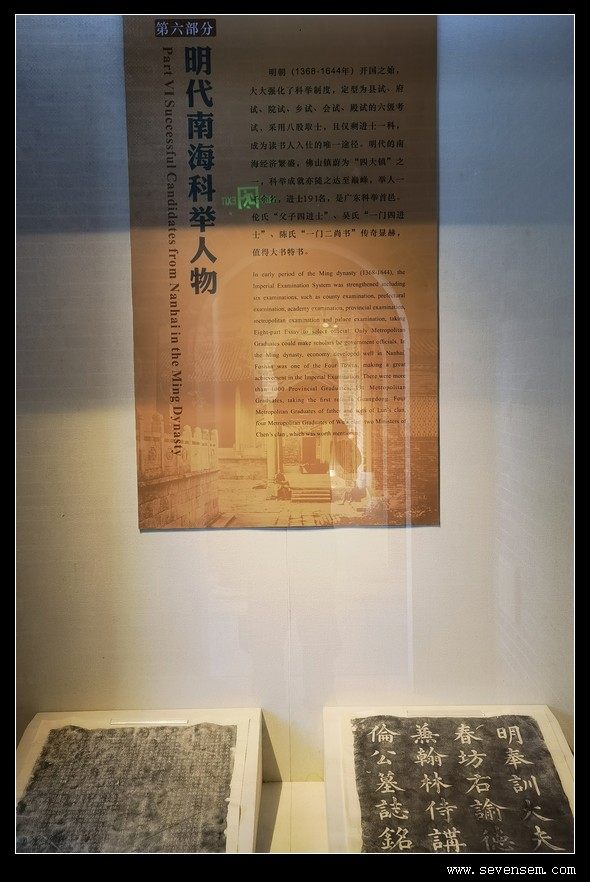 第六部分
明代南海科举人物
Part VI Successful Candidates from Nanhai in the Ming Dynasty
明朝（1368-1644年）开国之始，
大大强化了科举制度，定型为县试、府
试、院试、乡试、会试、殿试的六级考
试，采用八股取士，且仅剩进士一科，
成为读书人入仕的唯一途径。明代的南
海经济繁盛，佛山镇蔚为“四大镇”之
一，科举成就亦随之达至巅峰，举人一
进士191名，是广东科举首邑。
伦氏“父子四进士”、吴氏“一门四进
士”、陈氏“一门二尚书”传奇显赫，
值得大书特书。
In early period of the Ming dynasty (1368-1644), the
Imperial Examination System was strengthened including
six examinations, such as county examination, prefectural
examination, academy examination, provincial examination,
metropolitan examination and palace examination, taking
Eight-part Essay to select official. Only Metropolitan
Graduates could make scholars be government officials. In
the Ming dynasty, economy developed well in Nanhai,
Foshan was one of the Four Towns, making a great
achievement in the Imperial Examination. There were more
than 1000 Provincial Graduates, Metropolitan
Graduates, taking the first Guangdong. Four
Metropolitan Graduates of father of Lun's clan,
four Metropolitan Graduates of Wu's clan, two Ministers of
Chen's clan, which was worth
明奉訓大夫
春坊右諭德
兼翰林侍講
倫公墓誌銘
www.sevensem.com